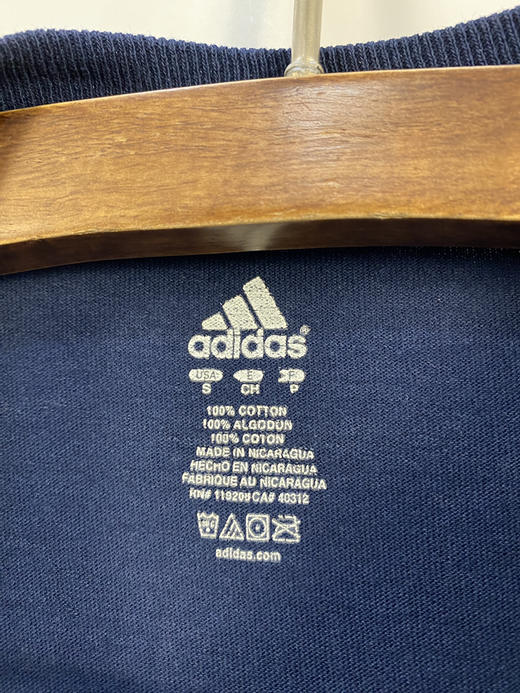 adidas®
USA E F
S CH P
100% COTTON
100% ALGODON
100% COTON
MADE IN NICARAGUA
HECHO EN NICARAGUA
FABRIQUE AU NICARAGUA
RN# 119209 CA# 40312
adidas.com